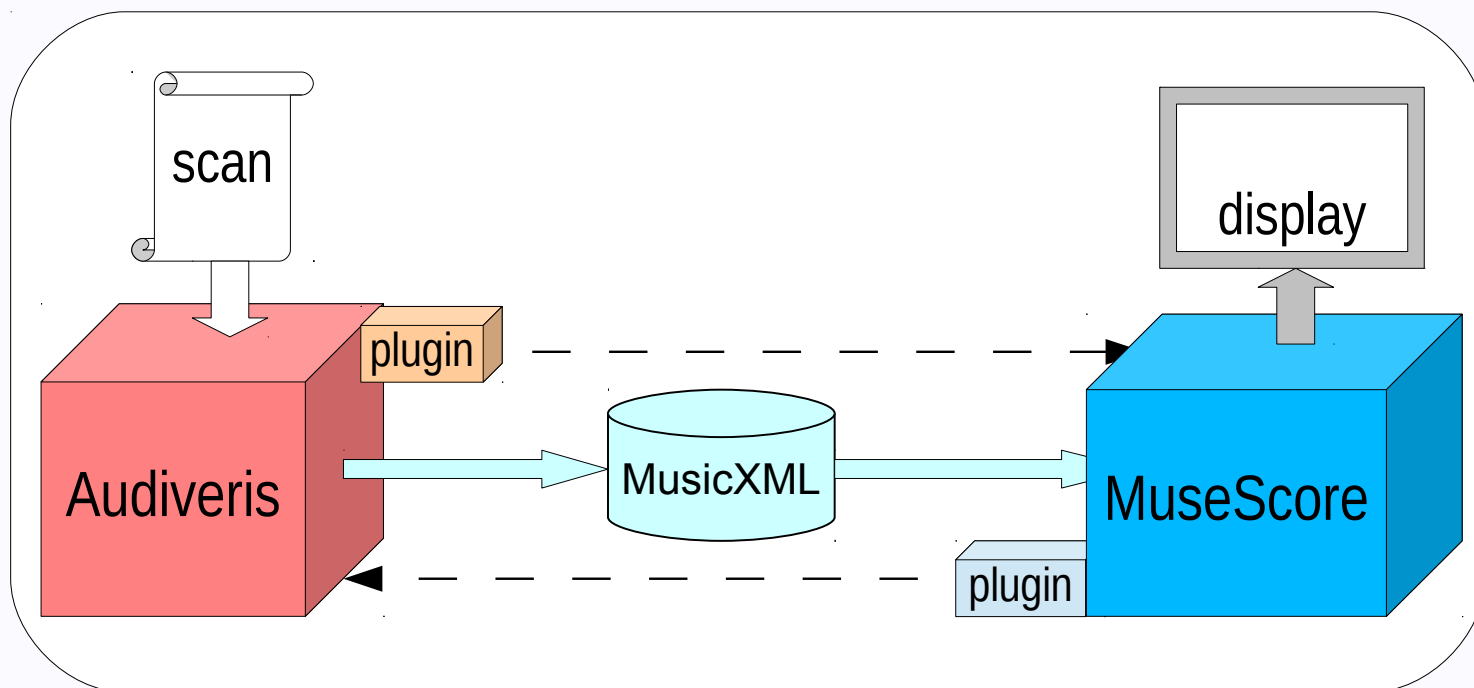 scan
display
plugin
Audiveris
MusicXML
MuseScore
plugin